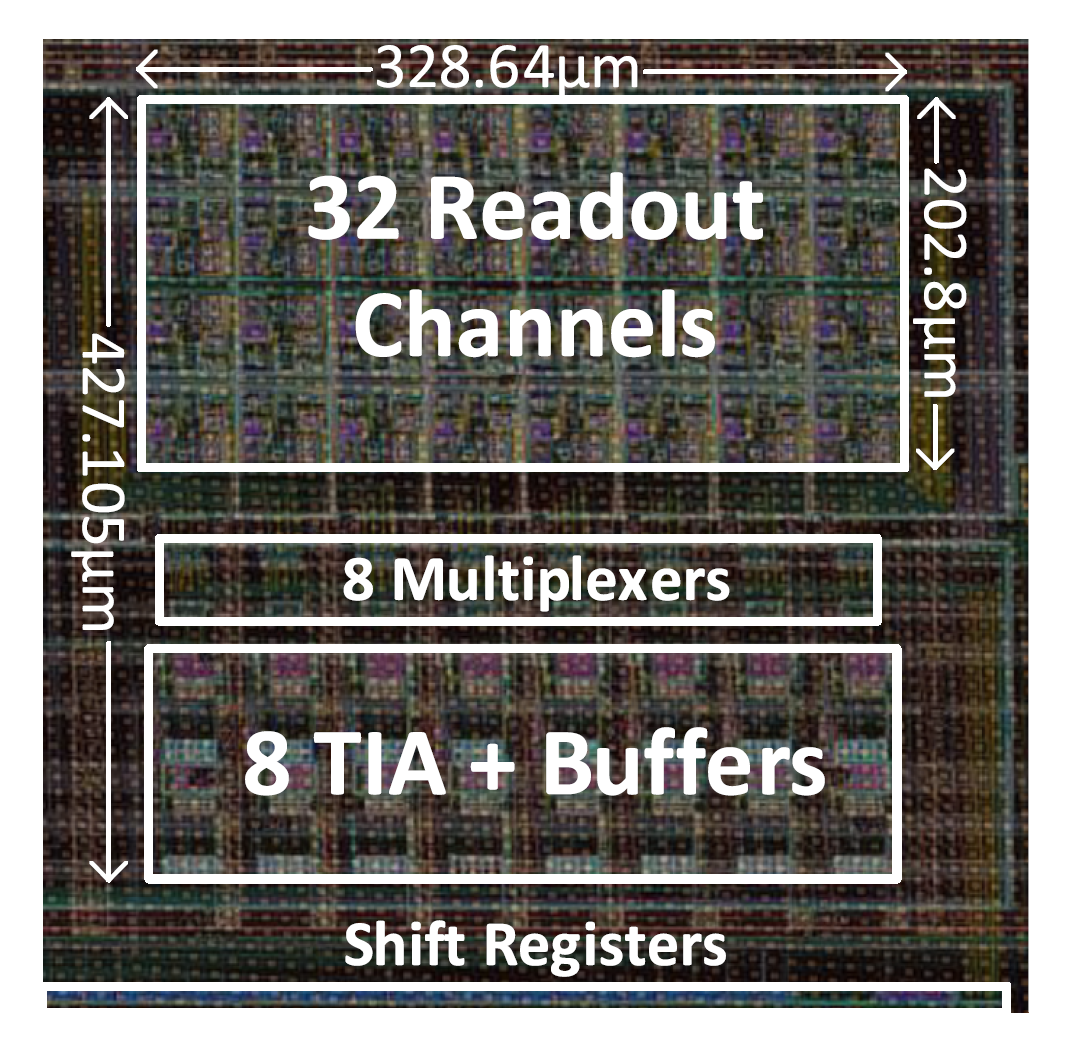 328.64µm
32 Readout
Channels
202.8µm
427.105µm
8 Multiplexers
8 TIA + Buffers
Shift Registers